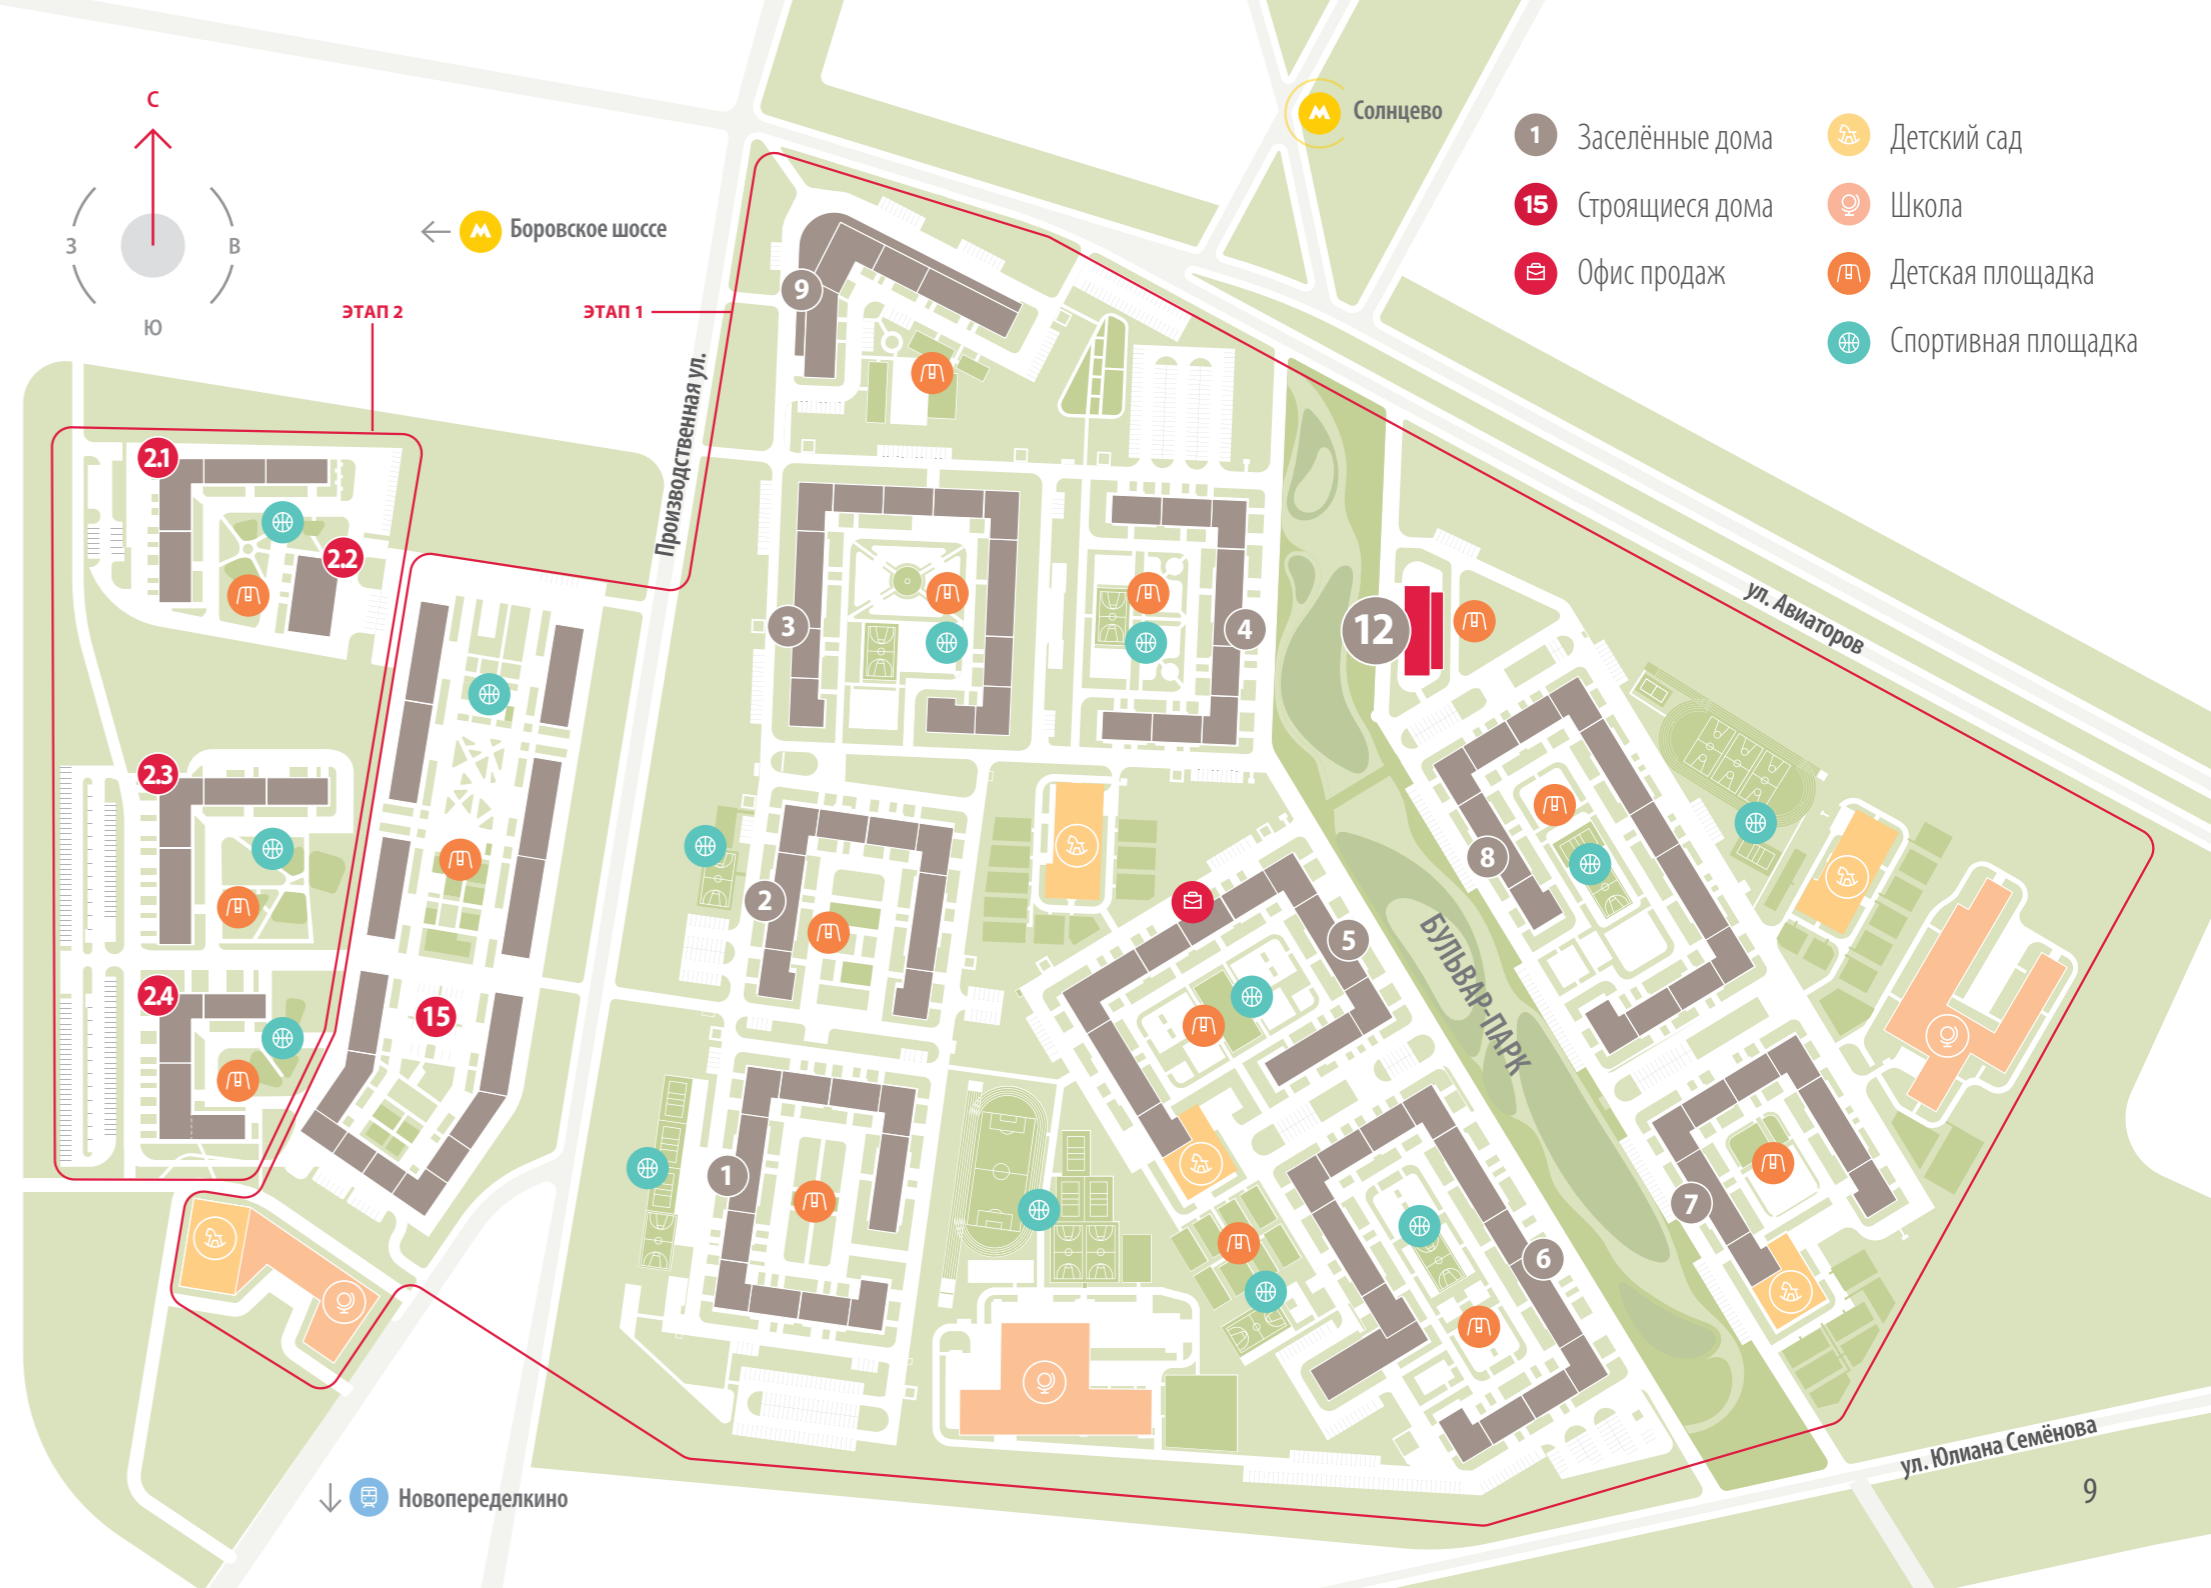 С
З
В
Ю
Боровское шоссе
Солнцево
1
Заселённые дома
15
Строящиеся дома
Офис продаж
Детский сад
Школа
Детская площадка
Спортивная площадка
ЭТАП 2
ЭТАП 1
Производственная ул.
ул. Авиаторов
БУЛЬВАР-ПАРК
ул. Юлиана Семёнова
Новопеределкино
9
2.1
2.2
3
4
12
2.3
2
8
5
2.4
15
1
7
6
9